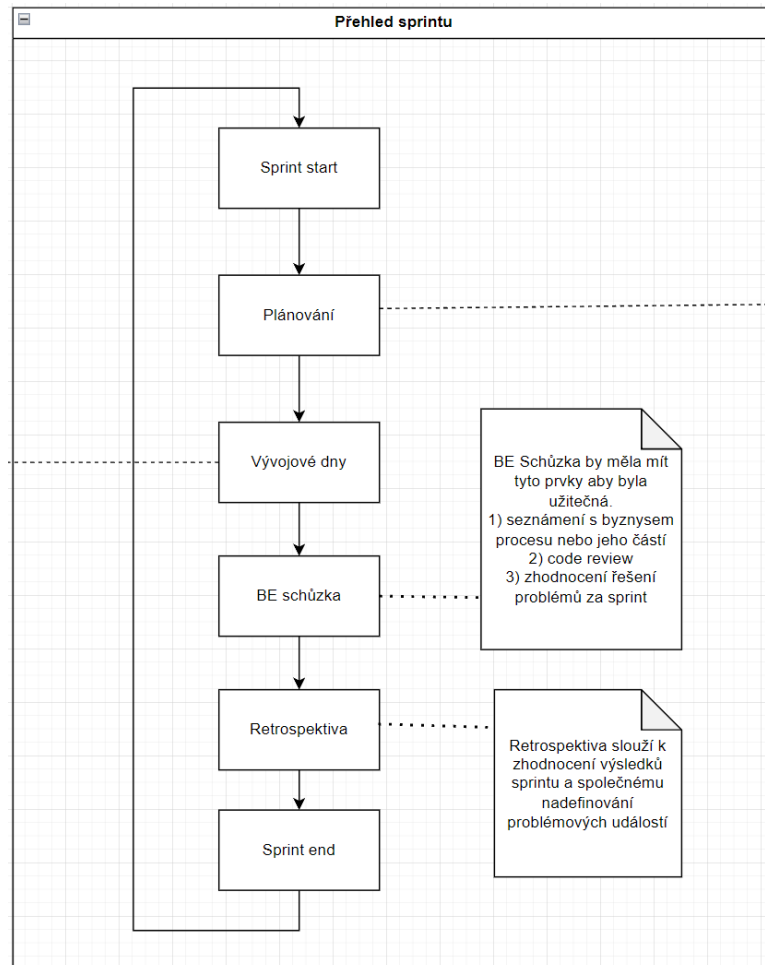 Přehled sprintu
Sprint start
Plánování
Vývojové dny
BE Schůzka by měla mít
tyto prvky aby byla
užitečná.
1) seznámení s byznysem
procesu nebo jeho částí
2) code review
3) zhodnocení řešení
problémů za sprint
BE schůzka
Retrospektiva
Retrospektiva slouží k
zhodnocení výsledků
sprintu a společnému
nadefinování
problémových událostí
Sprint end